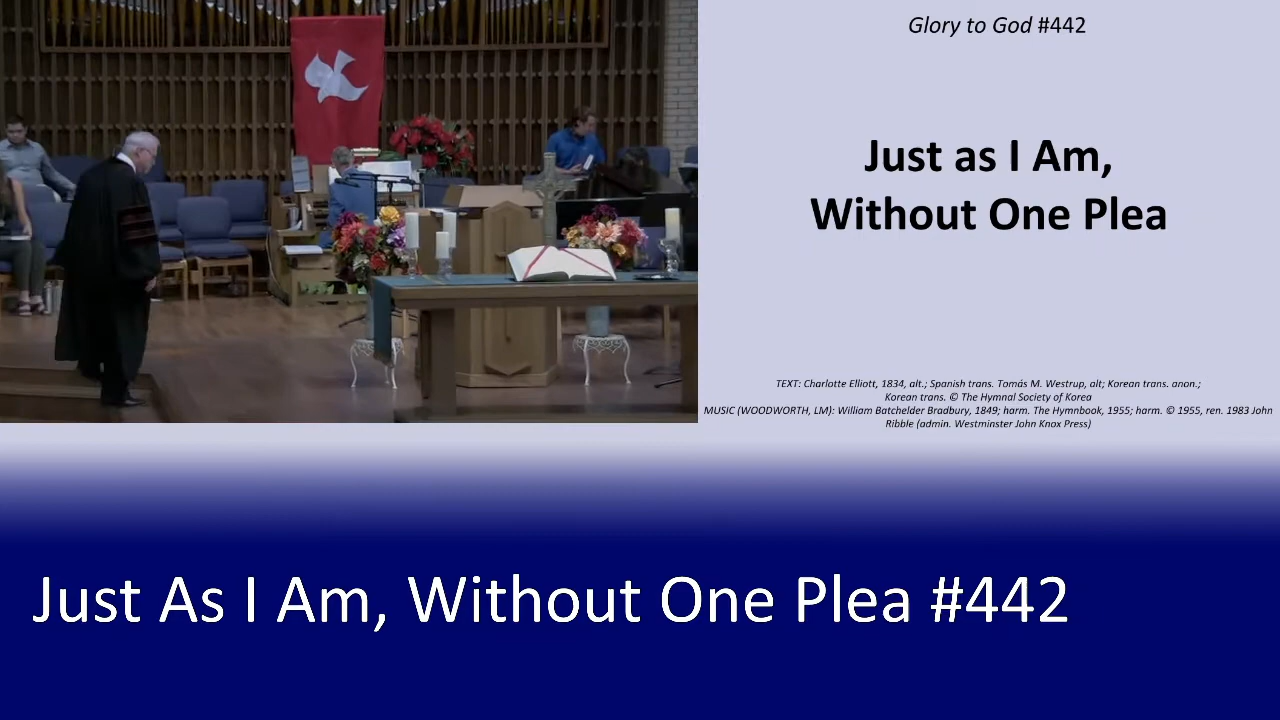 Glory to God #442
Just as I Am,
Without One Plea
TEXT: Charlotte Elliott, 1834, alt.; Spanish trans. Tomás M. Westrup, alt; Korean trans. anon.;
Korean trans. © The Hymnal Society of Korea
MUSIC (WOODWORTH, LM): William Batchelder Bradbury, 1849; harm. The Hymnbook, 1955; harm. © 1955, ren. 1983 John
Ribble (admin. Westminster John Knox Press)
Just As I Am, Without One Plea #442